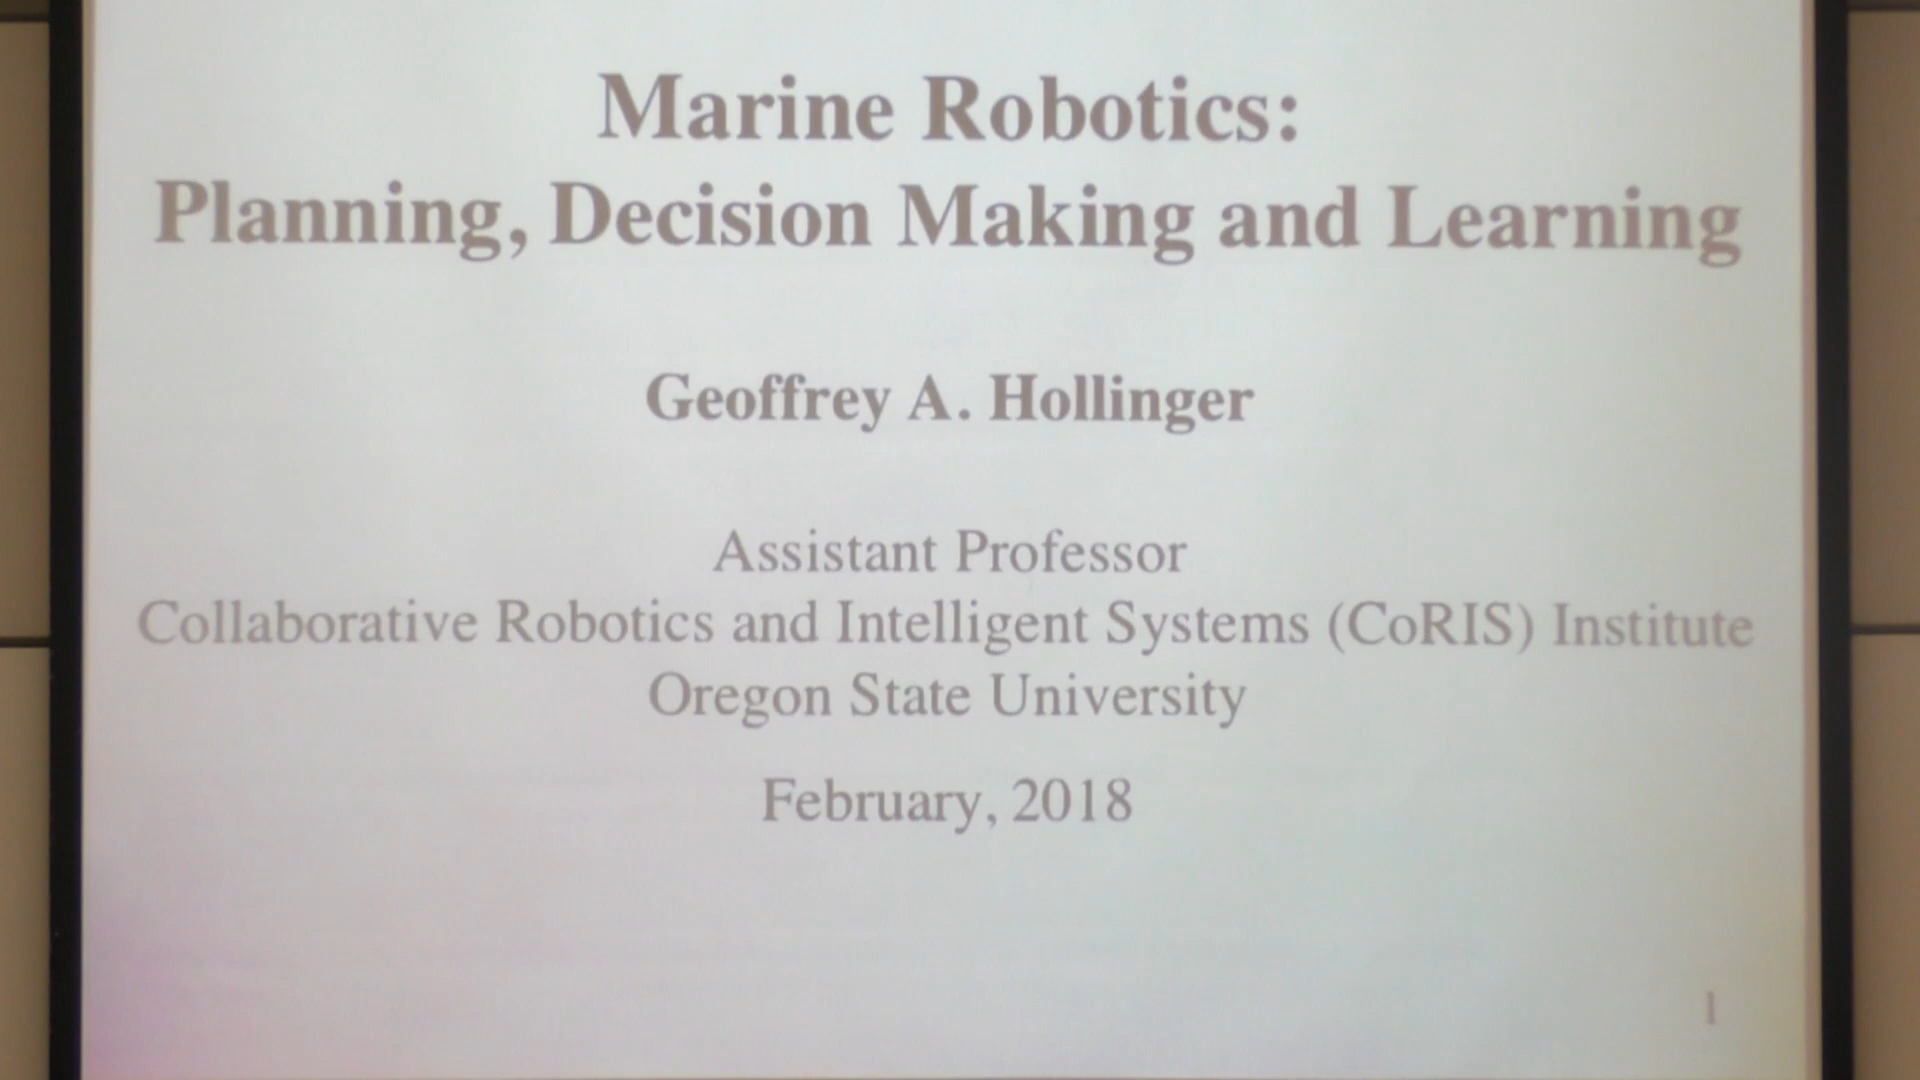 Marine Robotics:
Planning, Decision Making and Learning
Geoffrey A. Hollinger
Assistant Professor
Collaborative Robotics and Intelligent Systems (CoRIS) Institute
Oregon State University
February, 2018
1